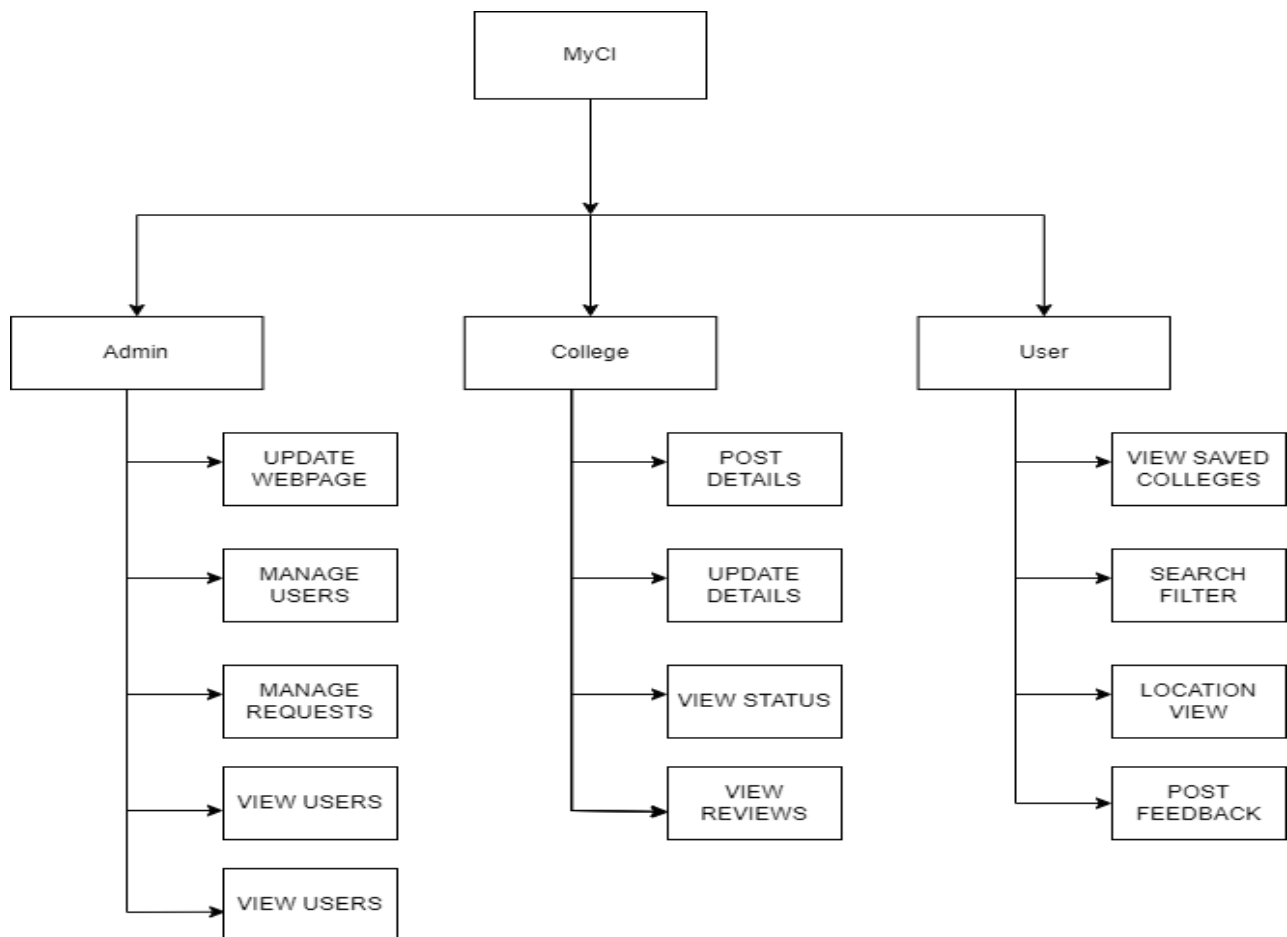 MyCI
Admin
College
User
UPDATE
WEBPAGE
MANAGE
USERS
MANAGE
REQUESTS
VIEW USERS
VIEW USERS
POST
DETAILS
UPDATE
DETAILS
VIEW STATUS
VIEW
REVIEWS
VIEW SAVED
COLLEGES
SEARCH
FILTER
LOCATION
VIEW
POST
FEEDBACK